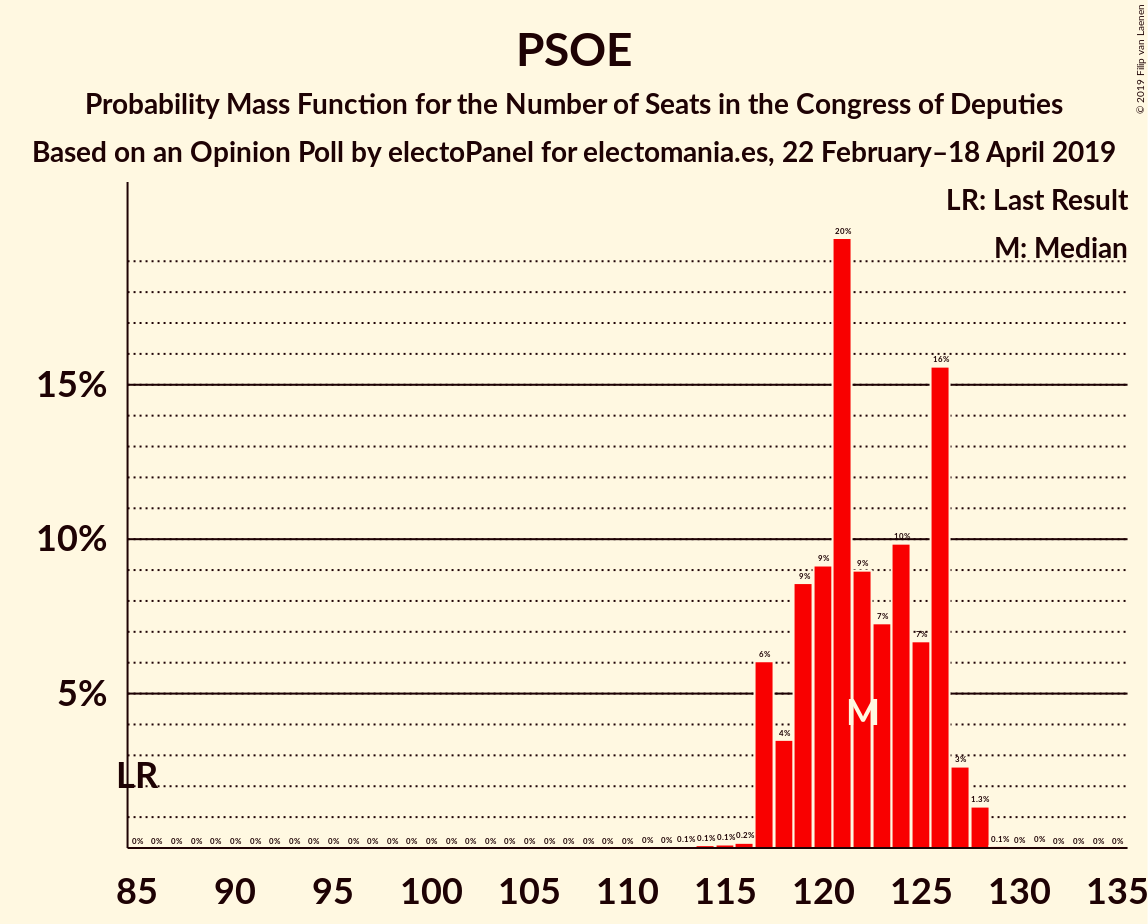 PSOE
Probability Mass Function for the Number of Seats in the Congress of Deputies
Based on an Opinion Poll by electoPanel for electomania.es, 22 February–18 April 2019
© 2019 Filip van Laenen
LR: Last Result
M: Median
15%
10%
5%
LR
M
0% 0% 0% 0% 0% 0% 0% 0% 0% 0% 0% 0% 0% 0% 0% 0% 0% 0% 0% 0% 0% 0% 0% 0% 0% 0% 0% 0% 0.1% 0.1% 0.1% 0.2% 6% 4% 9% 9% 20% 9% 7% 10% 7% 16% 3% 1.3% 0.1% 0% 0% 0% 0% 0% 0%
85 90 95 100 105 110 115 120 125 130 135